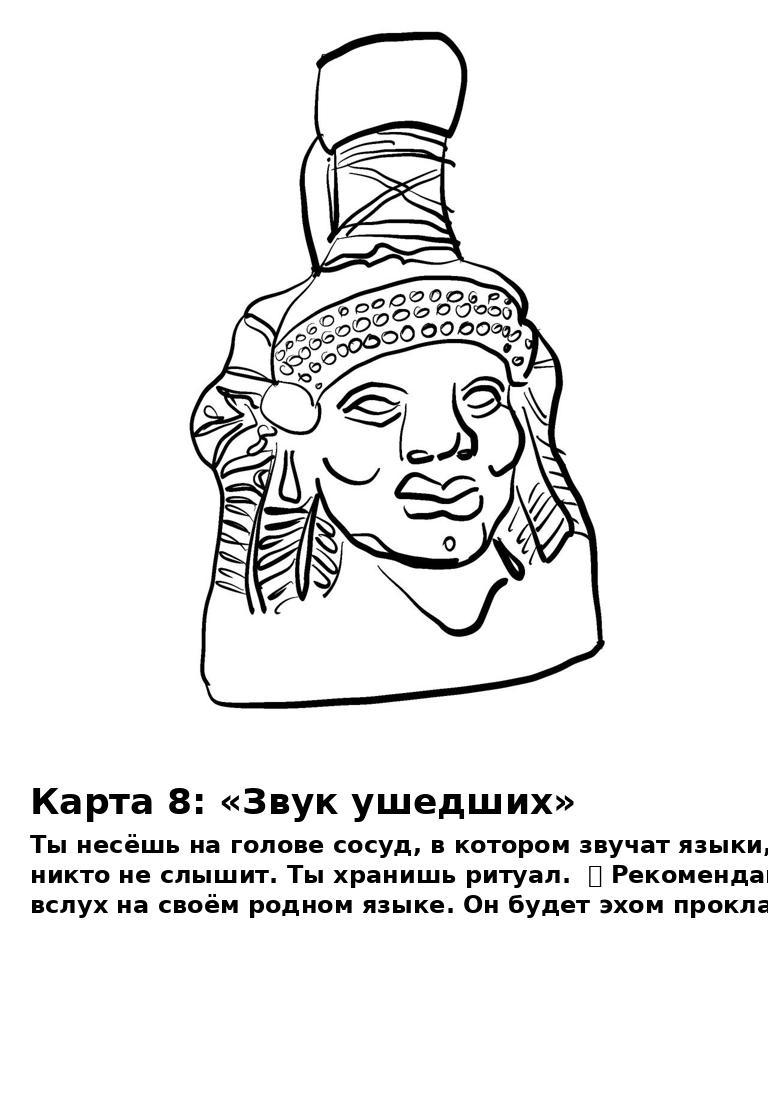 Карта 8: «Звук ушедших»
Ты несёшь на голове сосуд, в котором звучат языки,
никто не слышит. Ты хранишь ритуал. ▯ Рекоменда
вслух на своём родном языке. Он будет эхом прокла